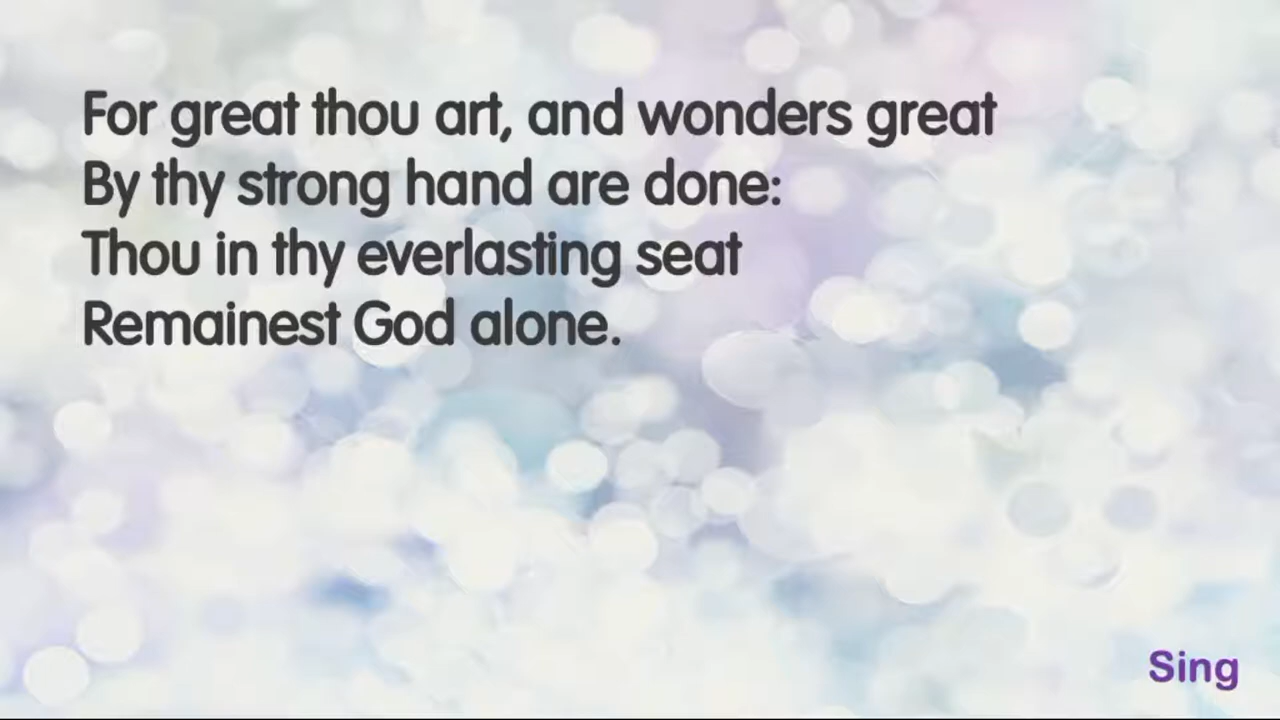 For great thou art, and wonders great
By thy strong hand are done:
Thou in thy everlasting seat
Remainest God alone.
Sing